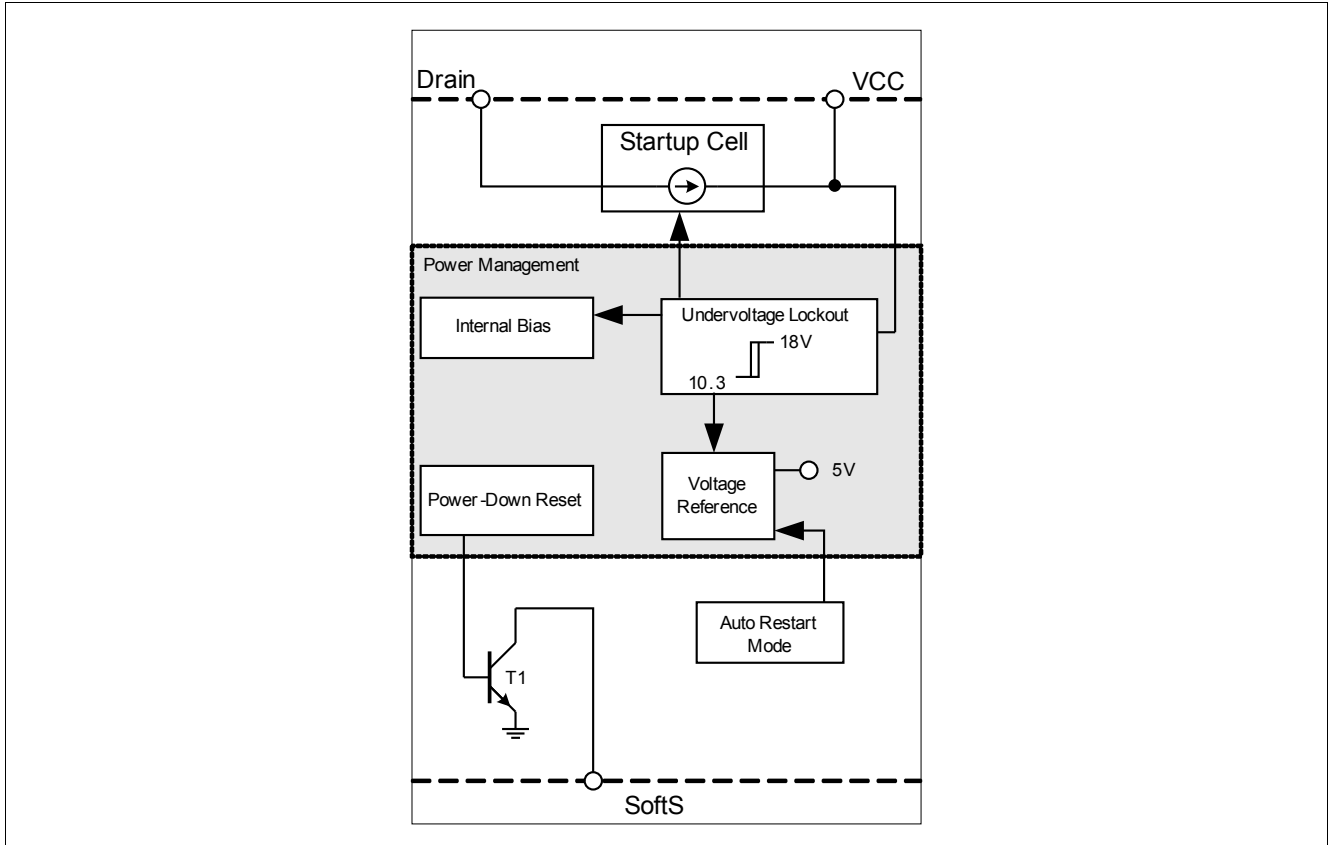 Drain
VCC
Startup Cell
Power Management
Internal Bias
Undervoltage Lockout
18V
10.3
Power-Down Reset
Voltage
Reference
5V
T1
Auto Restart
Mode
SoftS